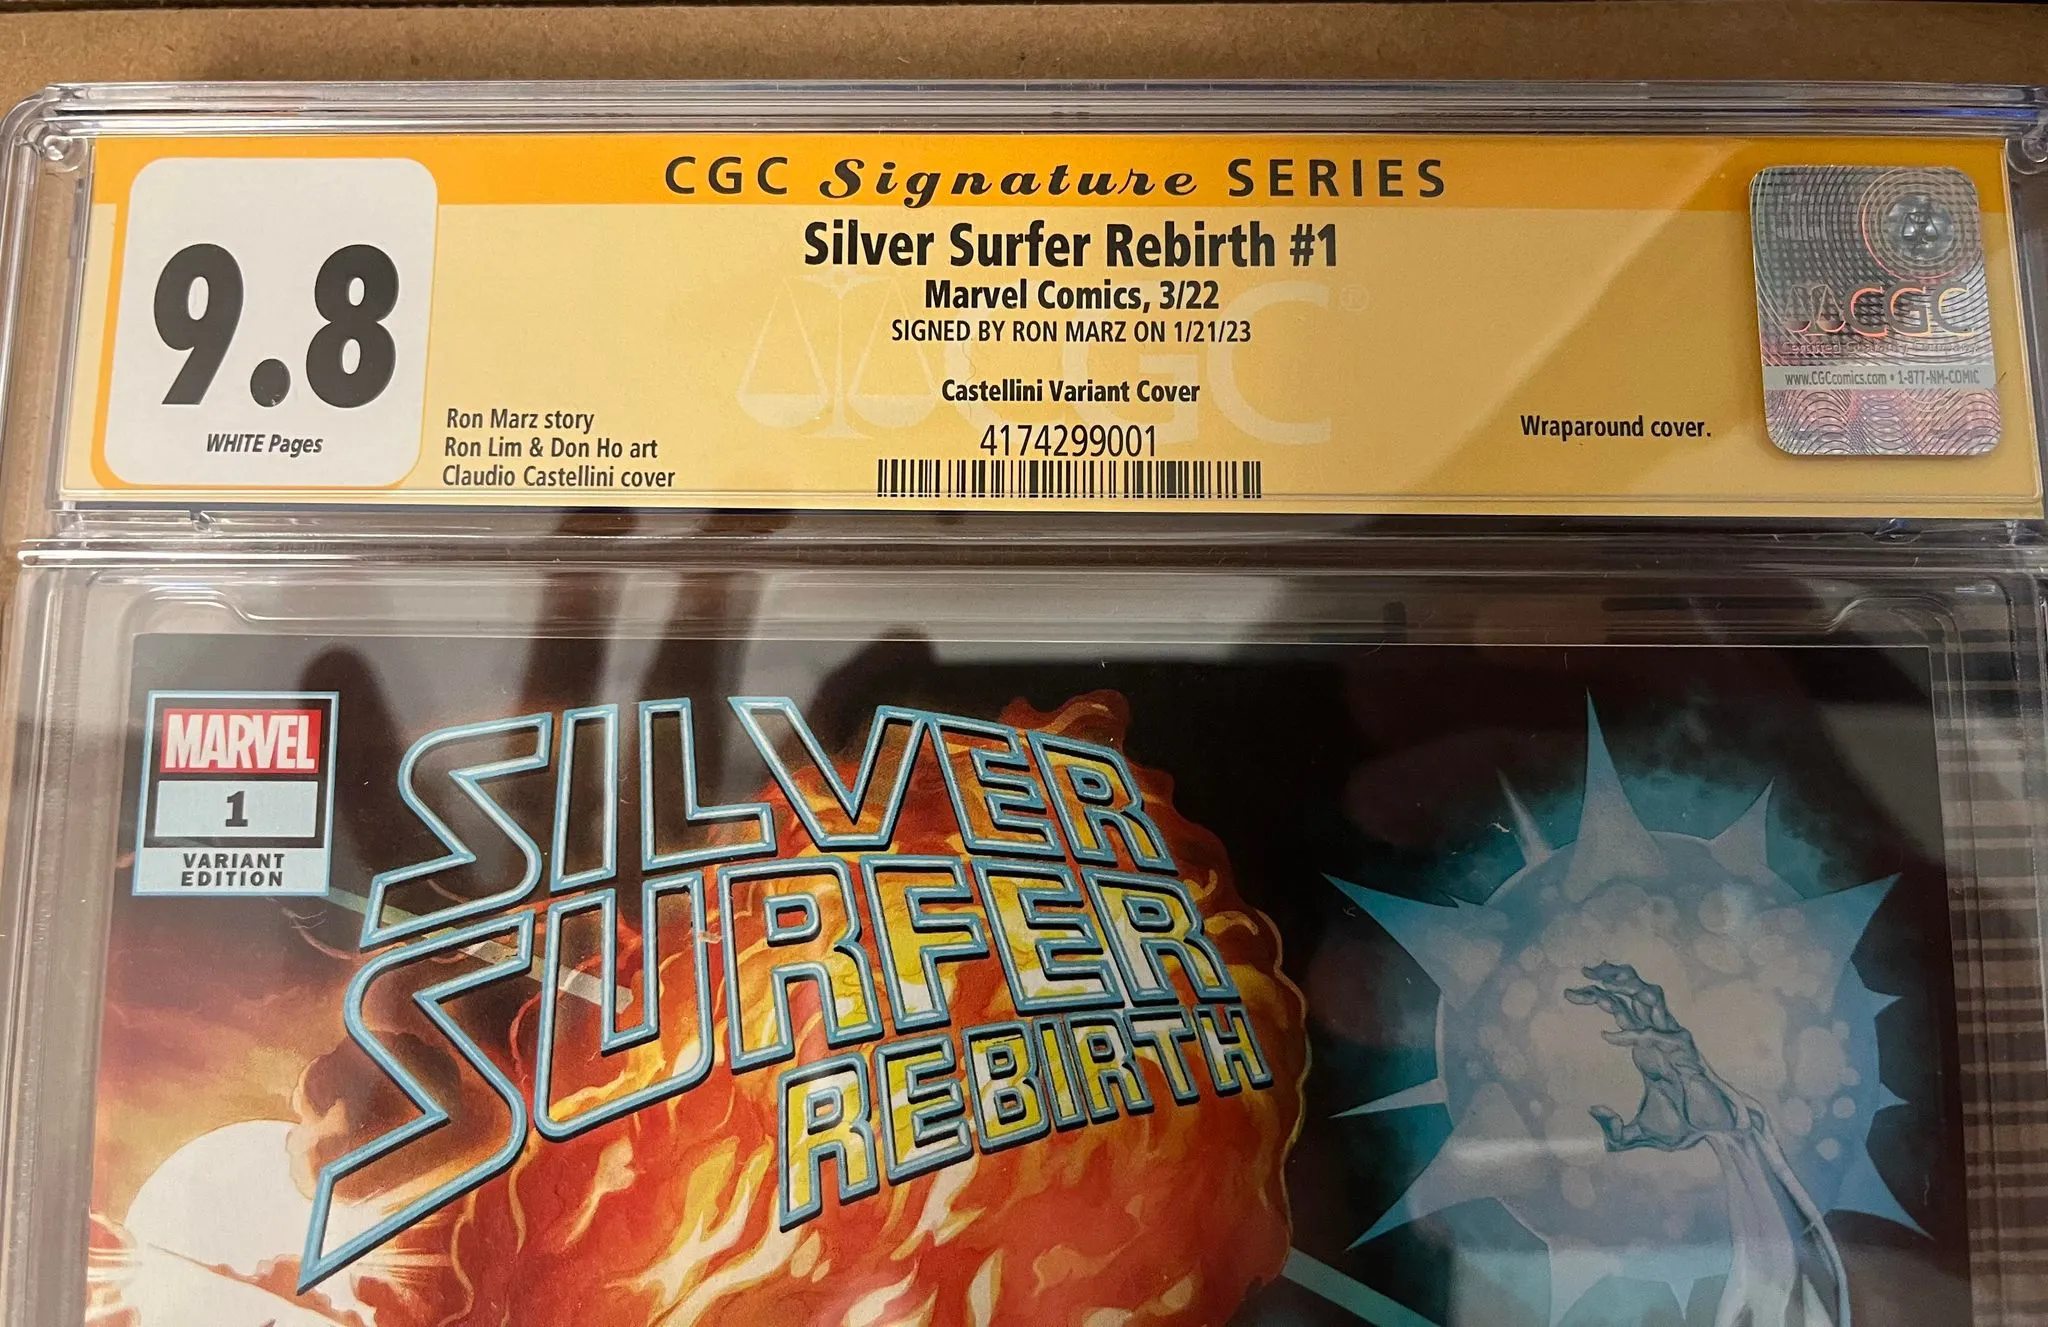 CGC Signature SERIES
9.8
WHITE Pages
Silver Surfer Rebirth #1
Marvel Comics, 3/22
SIGNED BY RON MARZ ON 1/21/23
Castellini Variant Cover
4174299001
Ron Marz story
Ron Lim & Don Ho art
Claudio Castellini cover
Wraparound cover.
CGC
www.CGCcomics.com • 1-877-NM-COMIC
CGC
MARVEL
1
VARIANT
EDITION
SILVER
SURFER
REBIRTH